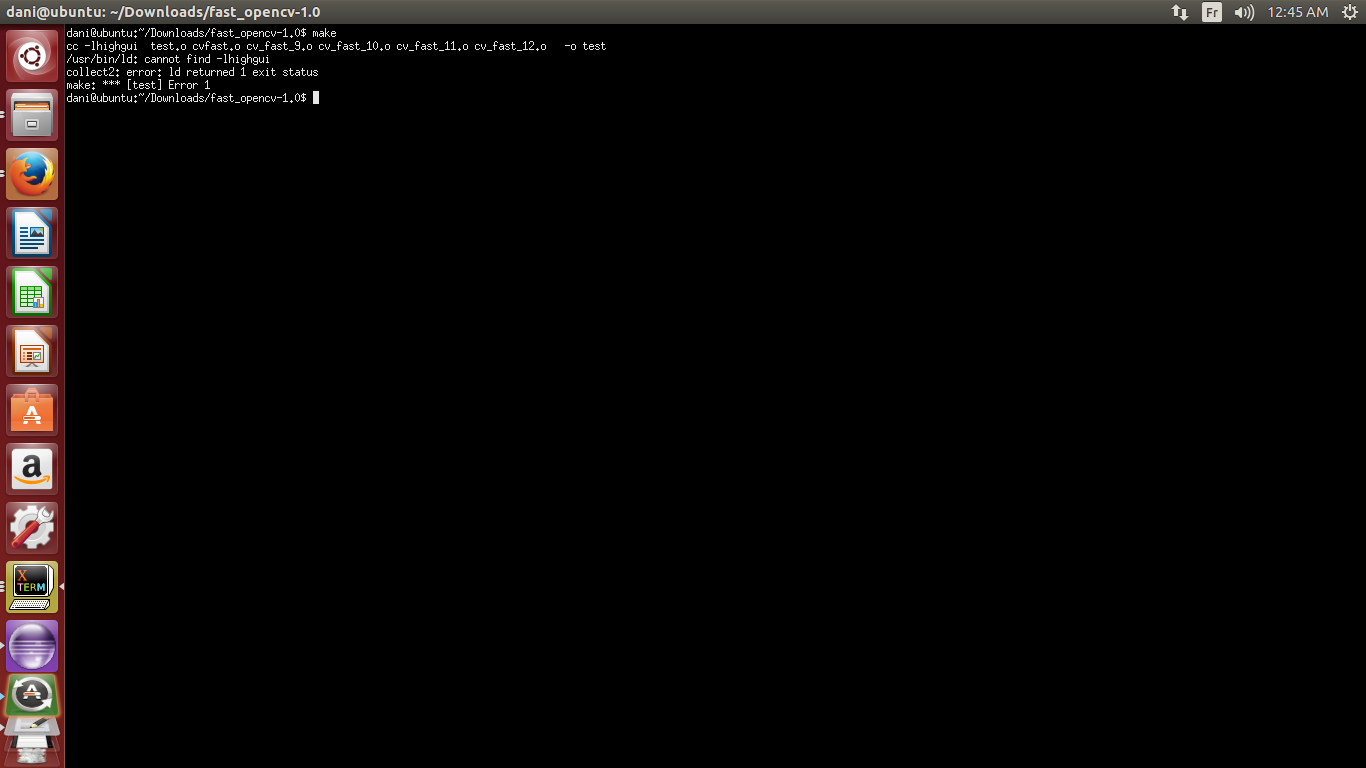 dani@ubuntu: ~/Downloads/fast_opencv-1.0
Fr
12:45 AM
dani@ubuntu:~/Downloads/fast_opencv-1.0$ make
cc -lhighgui  test.o cvfast.o cv_fast_9.o cv_fast_10.o cv_fast_11.o cv_fast_12.o   -o test
/usr/bin/ld: cannot find -lhighgui
collect2: error: ld returned 1 exit status
make: *** [test] Error 1
dani@ubuntu:~/Downloads/fast_opencv-1.0$
a
X
TERM